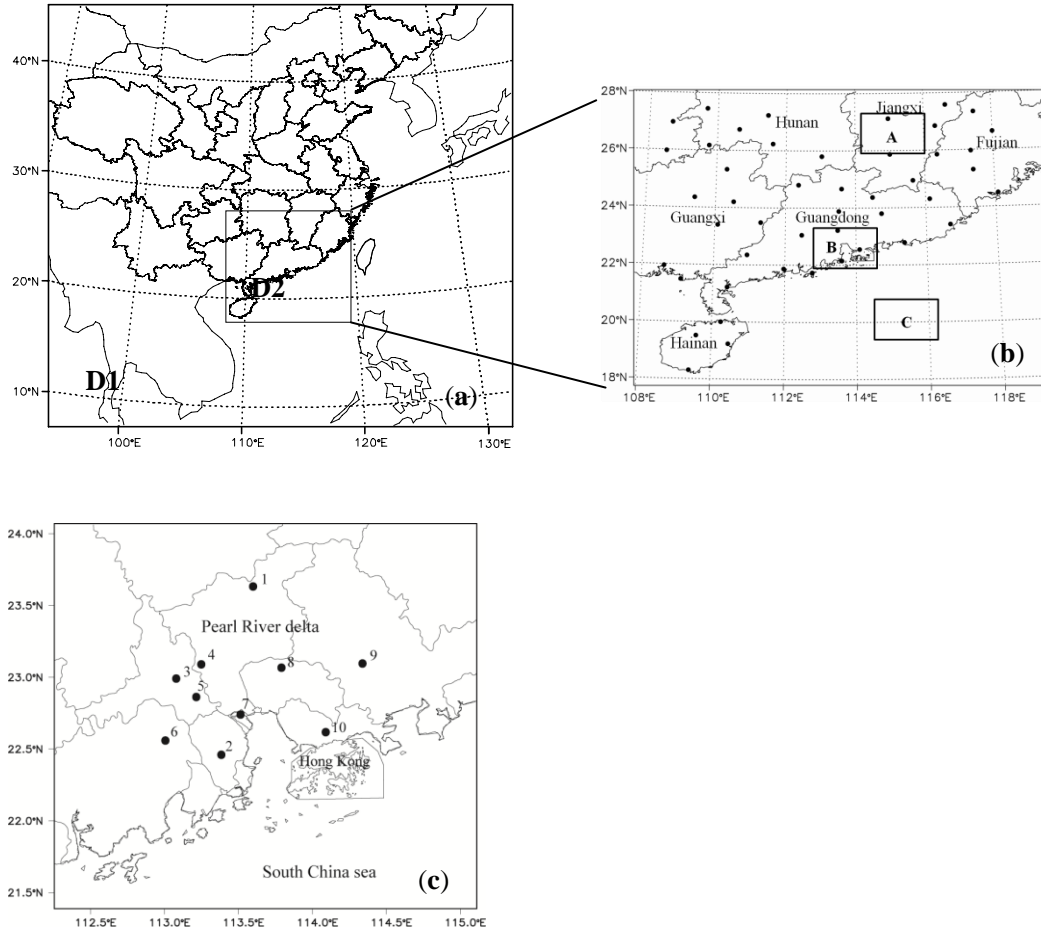 40°N
30°N
20°N
10°N
D1
D2
(a)
100°E 110°E 120°E 130°E
28°N
26°N
24°N
22°N
20°N
18°N
Jiangxi
Hunan
A
Fujian
Guangxi
Guangdong
B
C
Hainan
(b)
108°E 110°E 112°E 114°E 116°E 118°E
24.0°N
23.5°N
23.0°N
22.5°N
22.0°N
21.5°N
1
Pearl River delta
4
8
9
3
5
7
6
2
10
Hong Kong
South China sea
(c)
112.5°E 113.0°E 113.5°E 114.0°E 114.5°E 115.0°E